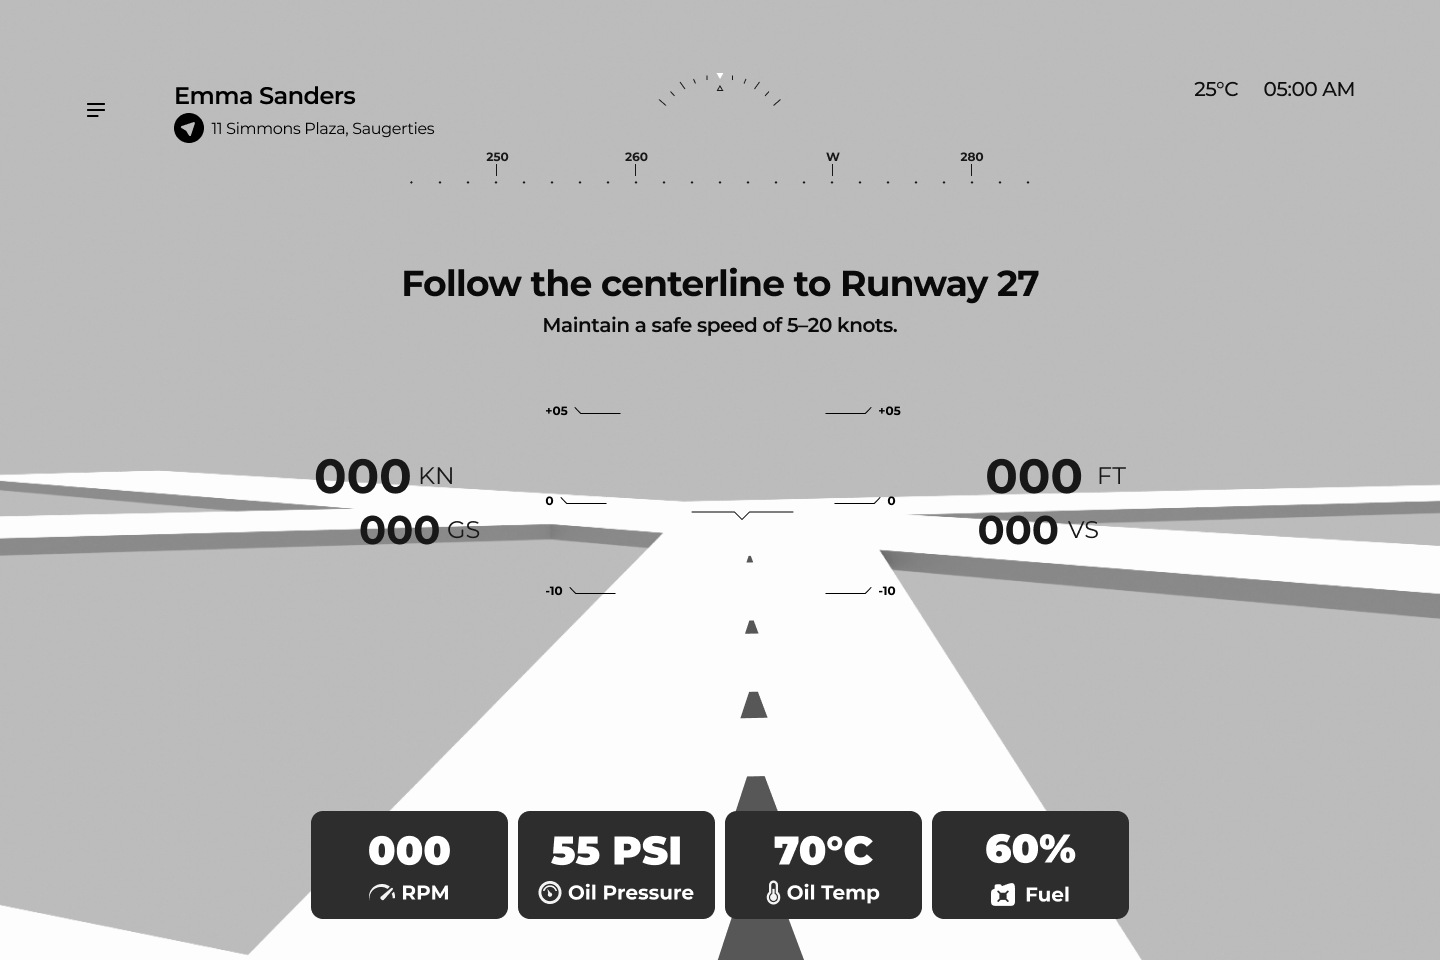 Emma Sanders
11 Simmons Plaza, Saugerties
25°C 05:00 AM
250 260 W 280
Follow the centerline to Runway 27
Maintain a safe speed of 5–20 knots.
+05 +05
000 KN 000 FT
0 0
000 GS 000 VS
-10 -10
000 55 PSI 70°C 60%
RPM Oil Pressure Oil Temp Fuel